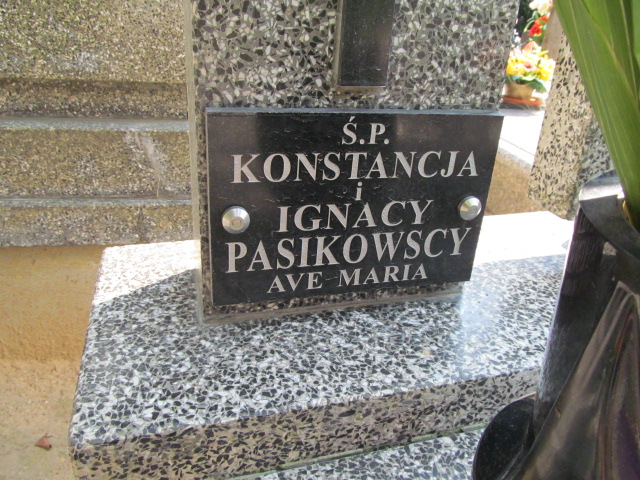 Ś.P.
KONSTANCJA
i
IGNACY
PASIKOWSCY
AVE-MARIA